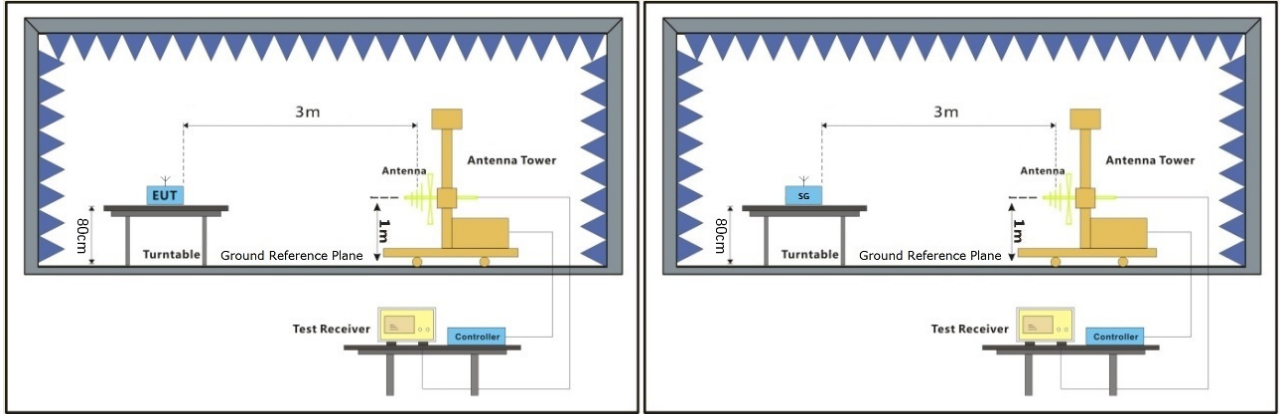 3m
Antenna Tower
Antenna
EUT
80cm
1m
Turntable
Ground Reference Plane
Test Receiver
Controller
3m
Antenna Tower
Antenna
SG
80cm
1m
Turntable
Ground Reference Plane
Test Receiver
Controller